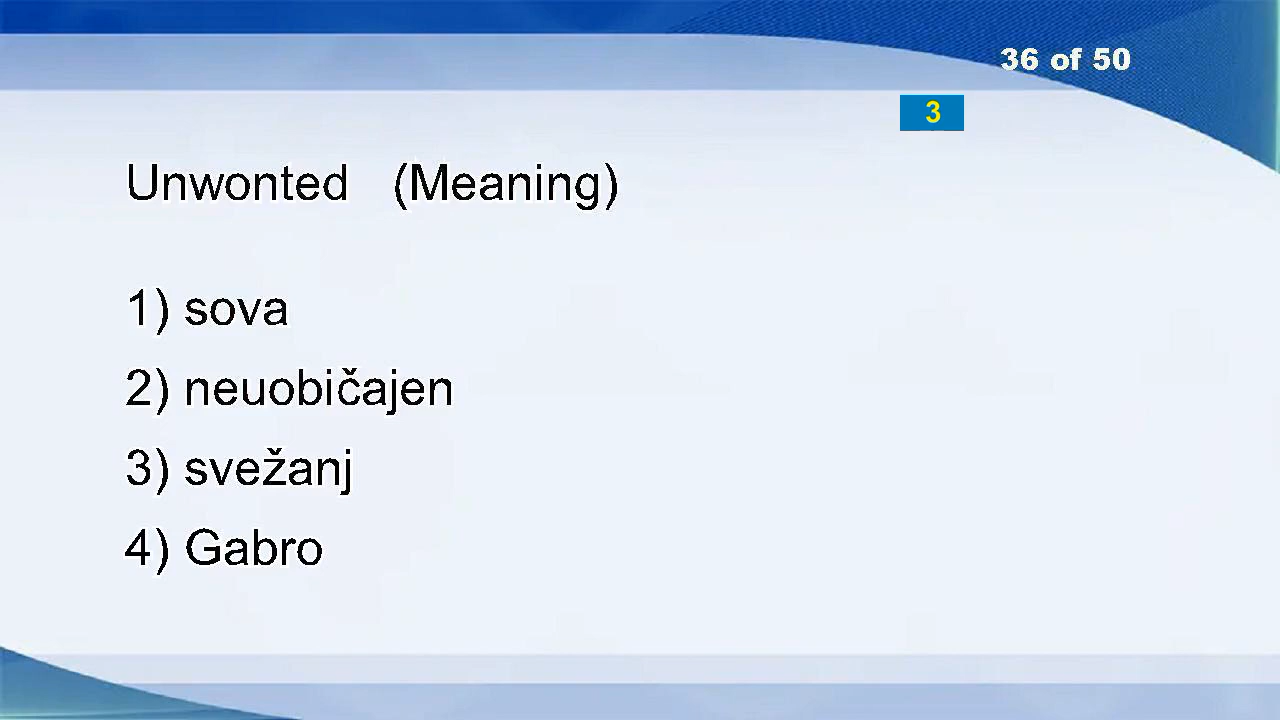 36 of 50
3
Unwonted (Meaning)
1) sova
2) neuobičajen
3) svežanj
4) Gabro